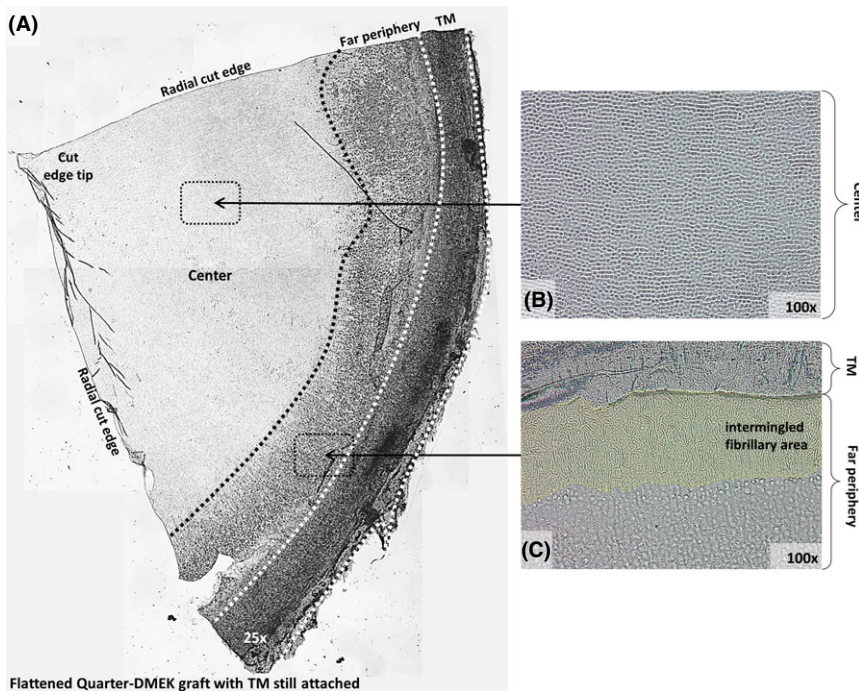 (A)
Radial cut edge
Far periphery
TM
Cut
edge tip
Center
Radial cut edge
25x
Flattened Quarter-DMEK graft with TM still attached
(B)
100x
Center
(C)
intermingled
fibrillary area
100x
TM
Far periphery